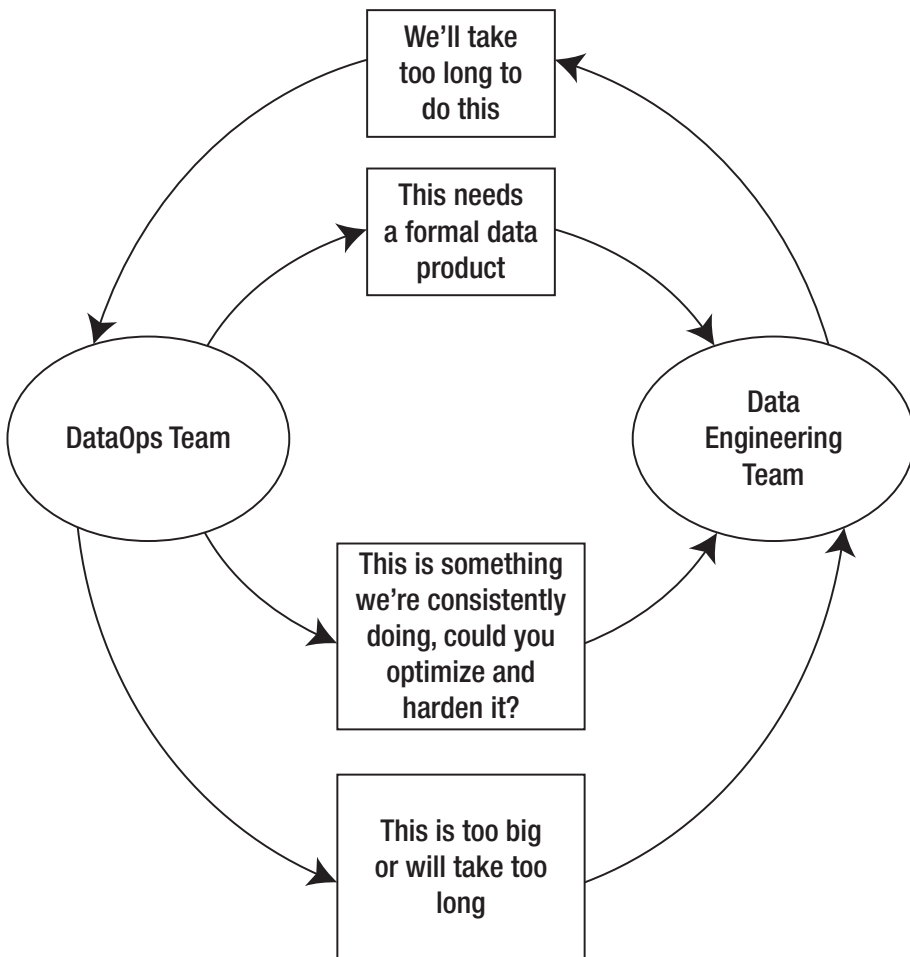 We'll take
too long to
do this
This needs
a formal data
product
DataOps Team
Data
Engineering
Team
This is something
we're consistently
doing, could you
optimize and
harden it?
This is too big
or will take too
long